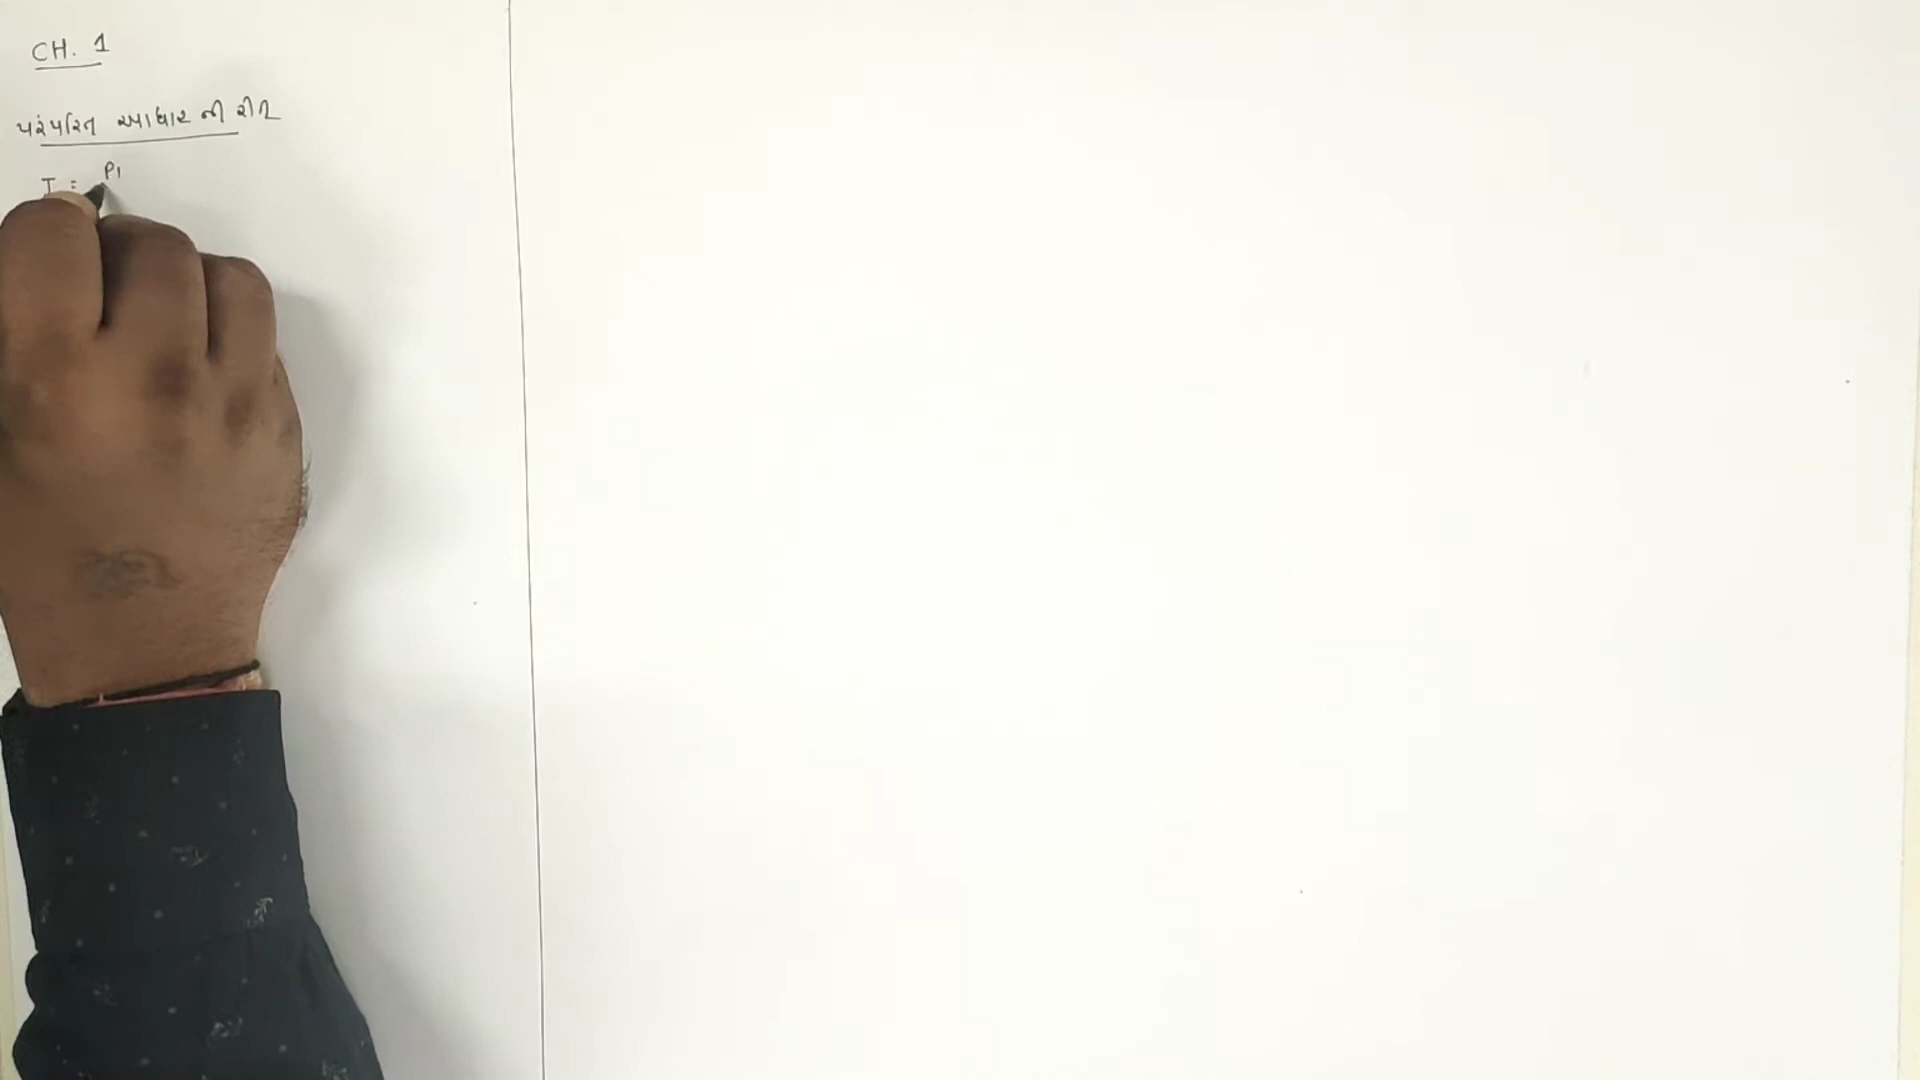 CH. 1
પરંપરિત આધાર ની રીત
I = P1